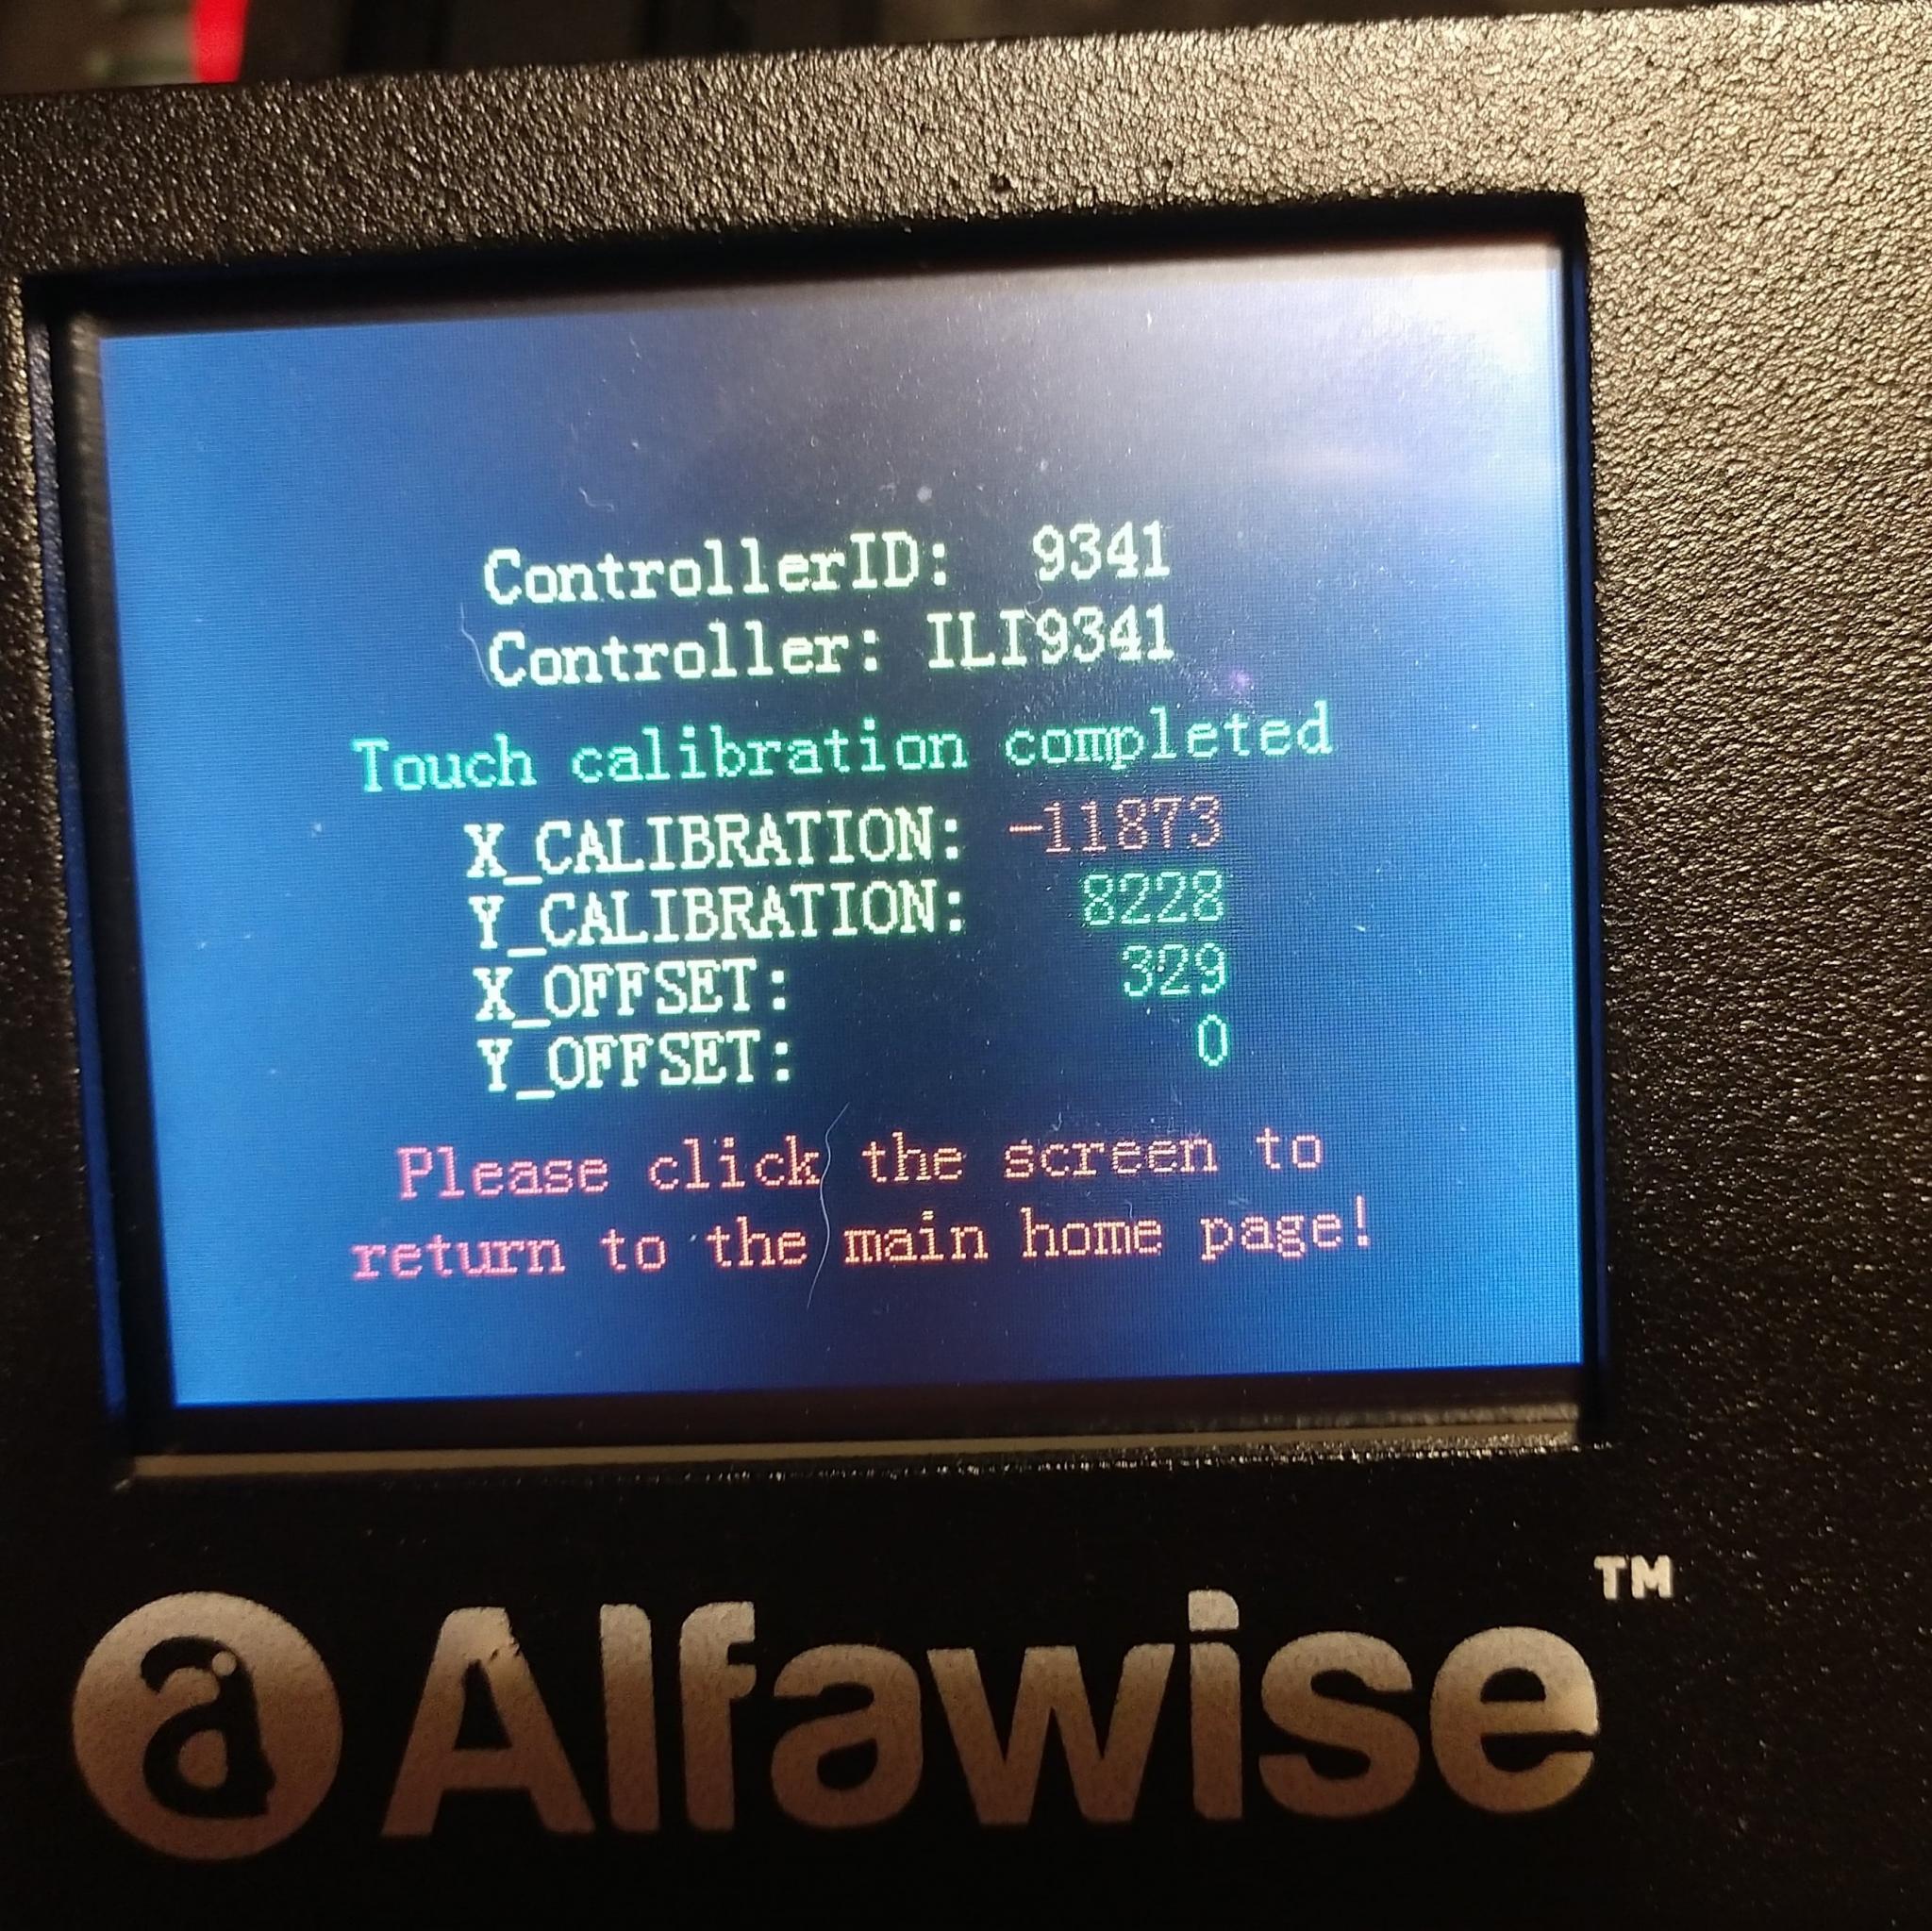 ControllerID: 9341
Controller: ILI9341
Touch calibration completed
X_CALIBRATION: -11873
Y_CALIBRATION: 8228
X_OFFSET: 329
Y_OFFSET: 0
Please click the screen to
return to the main home page!
a Alfawise™